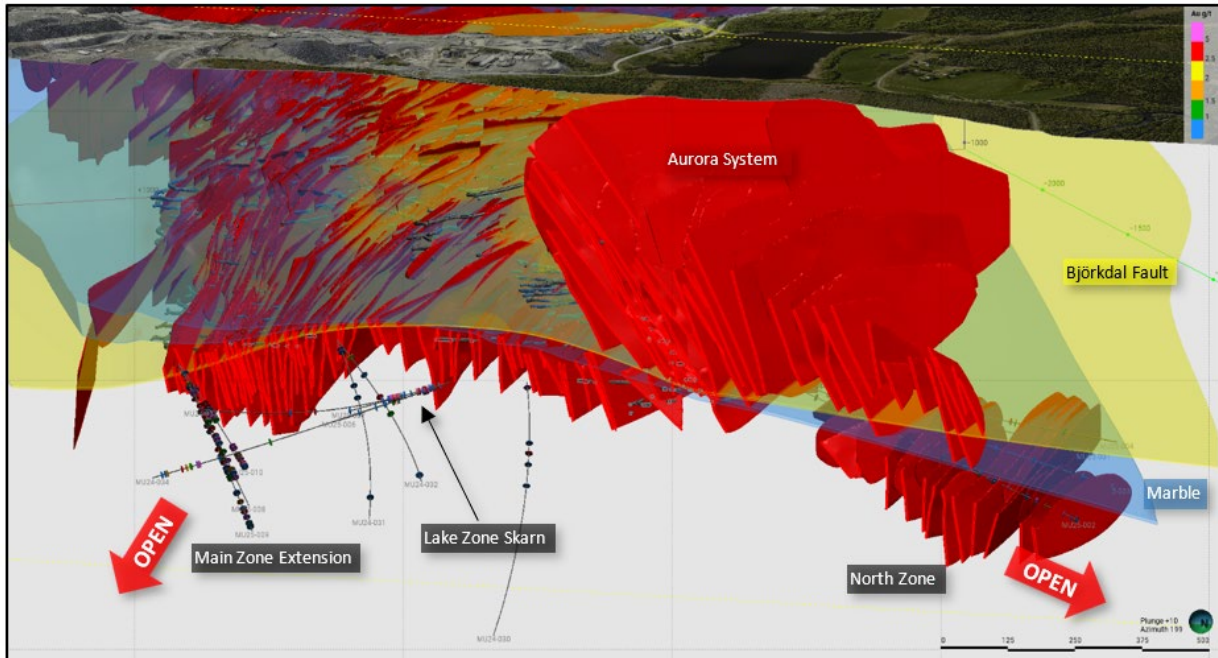 Au g/t
5
2.5
2
1.5
1
Aurora System
-1000
-2000
-1500
+1000
Björkdal Fault
MU24-034
MU24-032
MU24-031
MU25-002
Marble
OPEN
Main Zone Extension
Lake Zone Skarn
North Zone
OPEN
MU24-030
Plunge +10
Azimuth 199
N
0 125 250 375 500